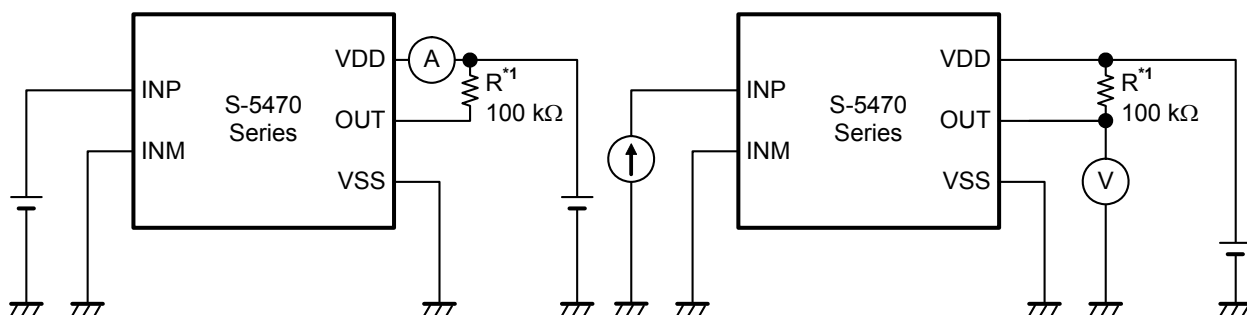 VDD
A
R*1
INP
S-5470
100 kΩ
Series
OUT
INM
VSS
VDD
R*1
INP
S-5470
100 kΩ
Series
OUT
INM
VSS
V